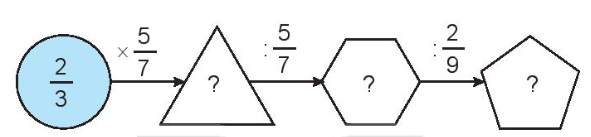 2/3 × 5/7 ? : 5/7 ? : 2/9 ?